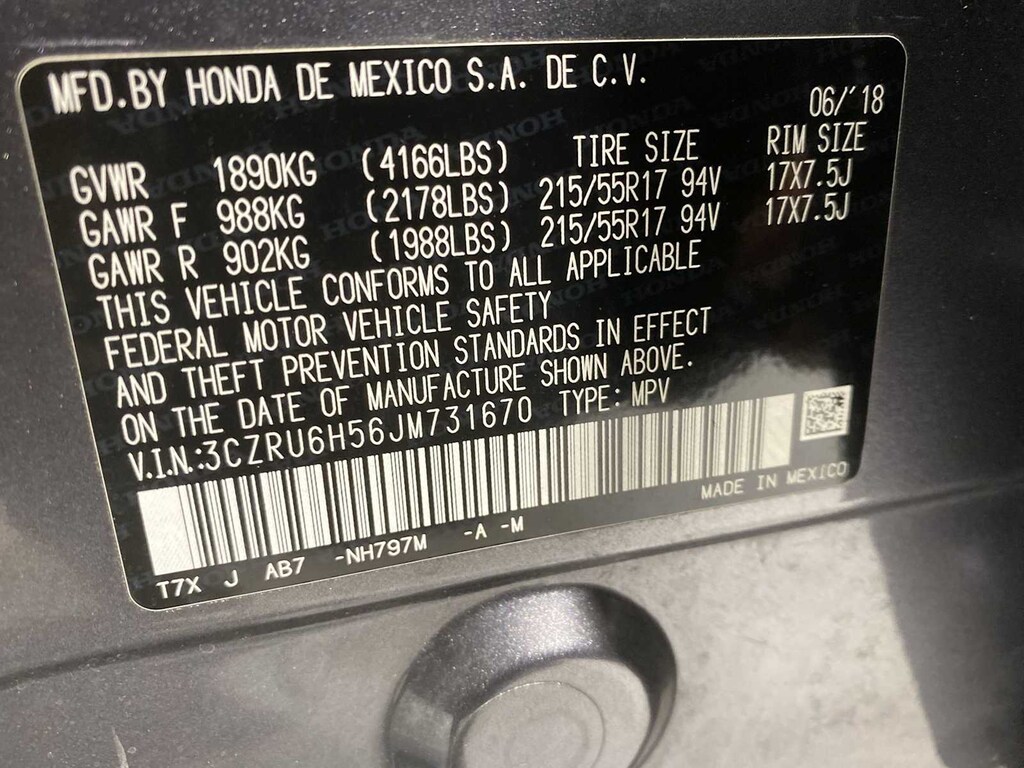 MFD.BY HONDA DE MEXICO S.A. DE C.V.
06/'18
GVWR 1890KG (4166LBS) TIRE SIZE RIM SIZE
GAWR F 988KG (2178LBS) 215/55R17 94V 17X7.5J
GAWR R 902KG (1988LBS) 215/55R17 94V 17X7.5J
THIS VEHICLE CONFORMS TO ALL APPLICABLE
FEDERAL MOTOR VEHICLE SAFETY
AND THEFT PREVENTION STANDARDS IN EFFECT
ON THE DATE OF MANUFACTURE SHOWN ABOVE.
V.I.N.:3CZRU6H56JM731670 TYPE: MPV
MADE IN MEXICO
T7X J AB7 -NH797M -A -M